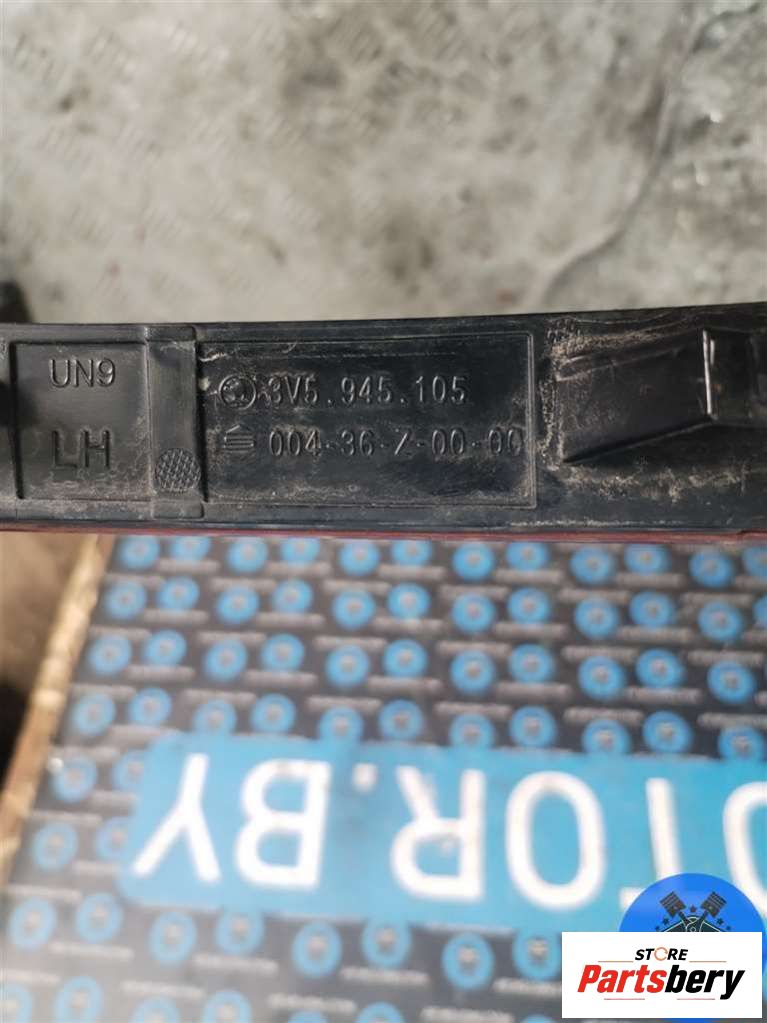 UN9
LH
3V5.945.105
004-36-Z-00-00
OTOR.BY
STORE
Partsbery